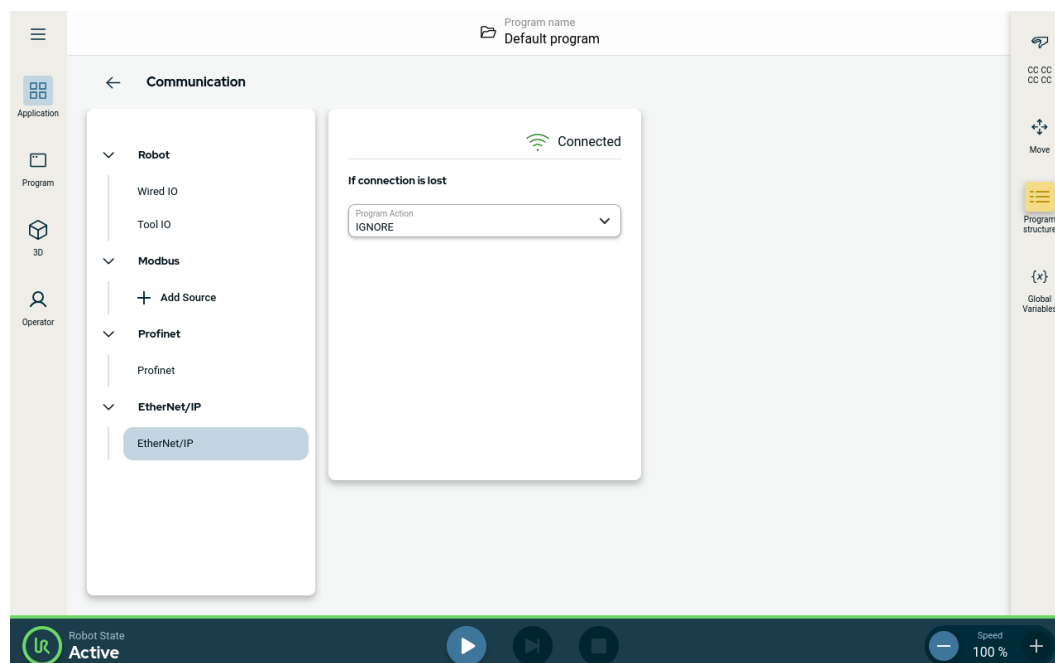 Program name
Default program
Communication
Application
Program
3D
Operator
Robot
Wired IO
Tool IO
Modbus
Add Source
Profinet
Profinet
EtherNet/IP
EtherNet/IP
Connected
If connection is lost
Program Action
IGNORE
CC CC
CC CC
Move
Program
structure
{x}
Global
Variables
UR
Robot State
Active
Speed
100 %